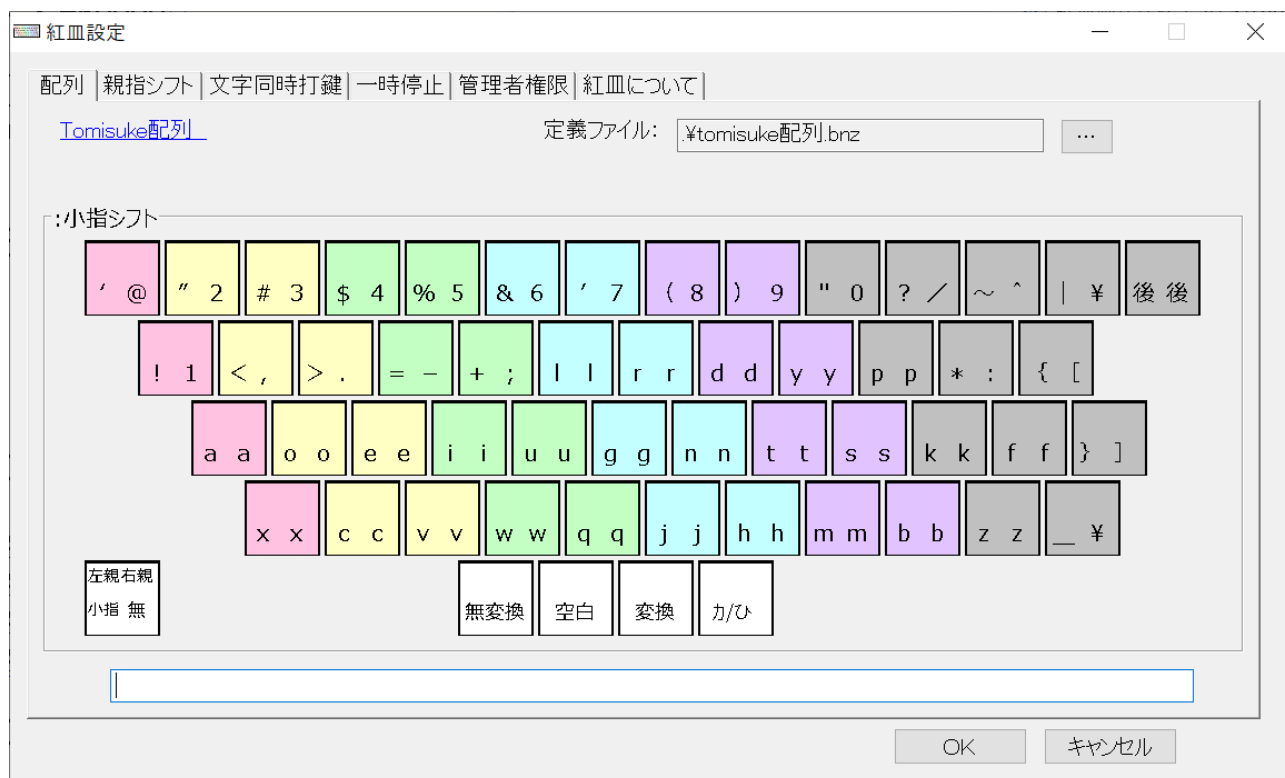 紅皿設定
配列 親指シフト 文字同時打鍵 一時停止 管理者権限 紅皿について
Tomisuke配列 定義ファイル: .¥tomisuke配列.bnz ...
:小指シフト
‘ @ ” 2 # 3 $ 4 % 5 & 6 ’ 7 ( 8 ) 9 " 0 ? ／ ～ ^ | ¥ 後 後
! 1 < , > . = − + ; l l r r d d y y p p * : { [
a a o o e e i i u u g g n n t t s s k k f f } ]
x x c c v v w w q q j j h h m m b b z z ＿ ¥
左親右親
小指 無 無変換 空白 変換 カ/ひ
OK キャンセル